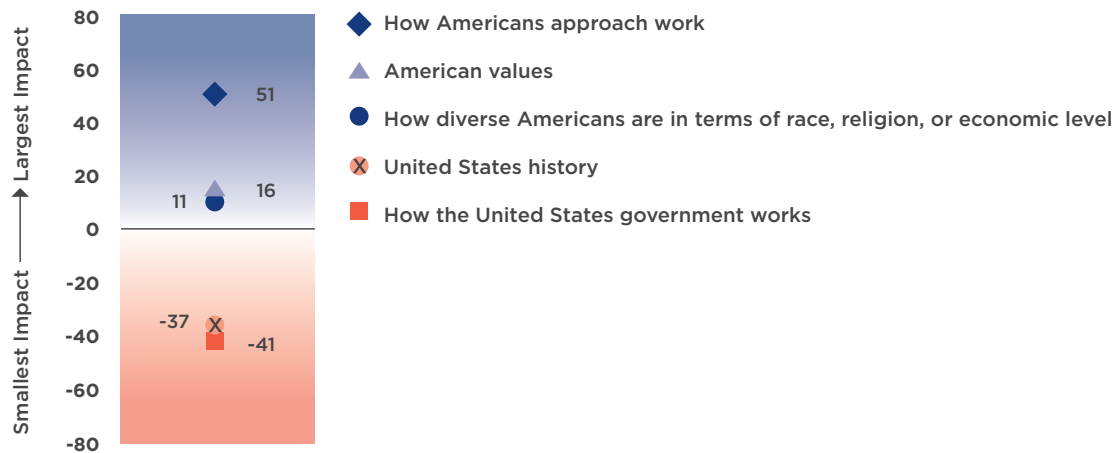 80
60
40
20
0
-20
-40
-60
-80
Smallest Impact
Largest Impact
51
16
11
X
-37
-41
How Americans approach work
American values
How diverse Americans are in terms of race, religion, or economic level
X
United States history
How the United States government works